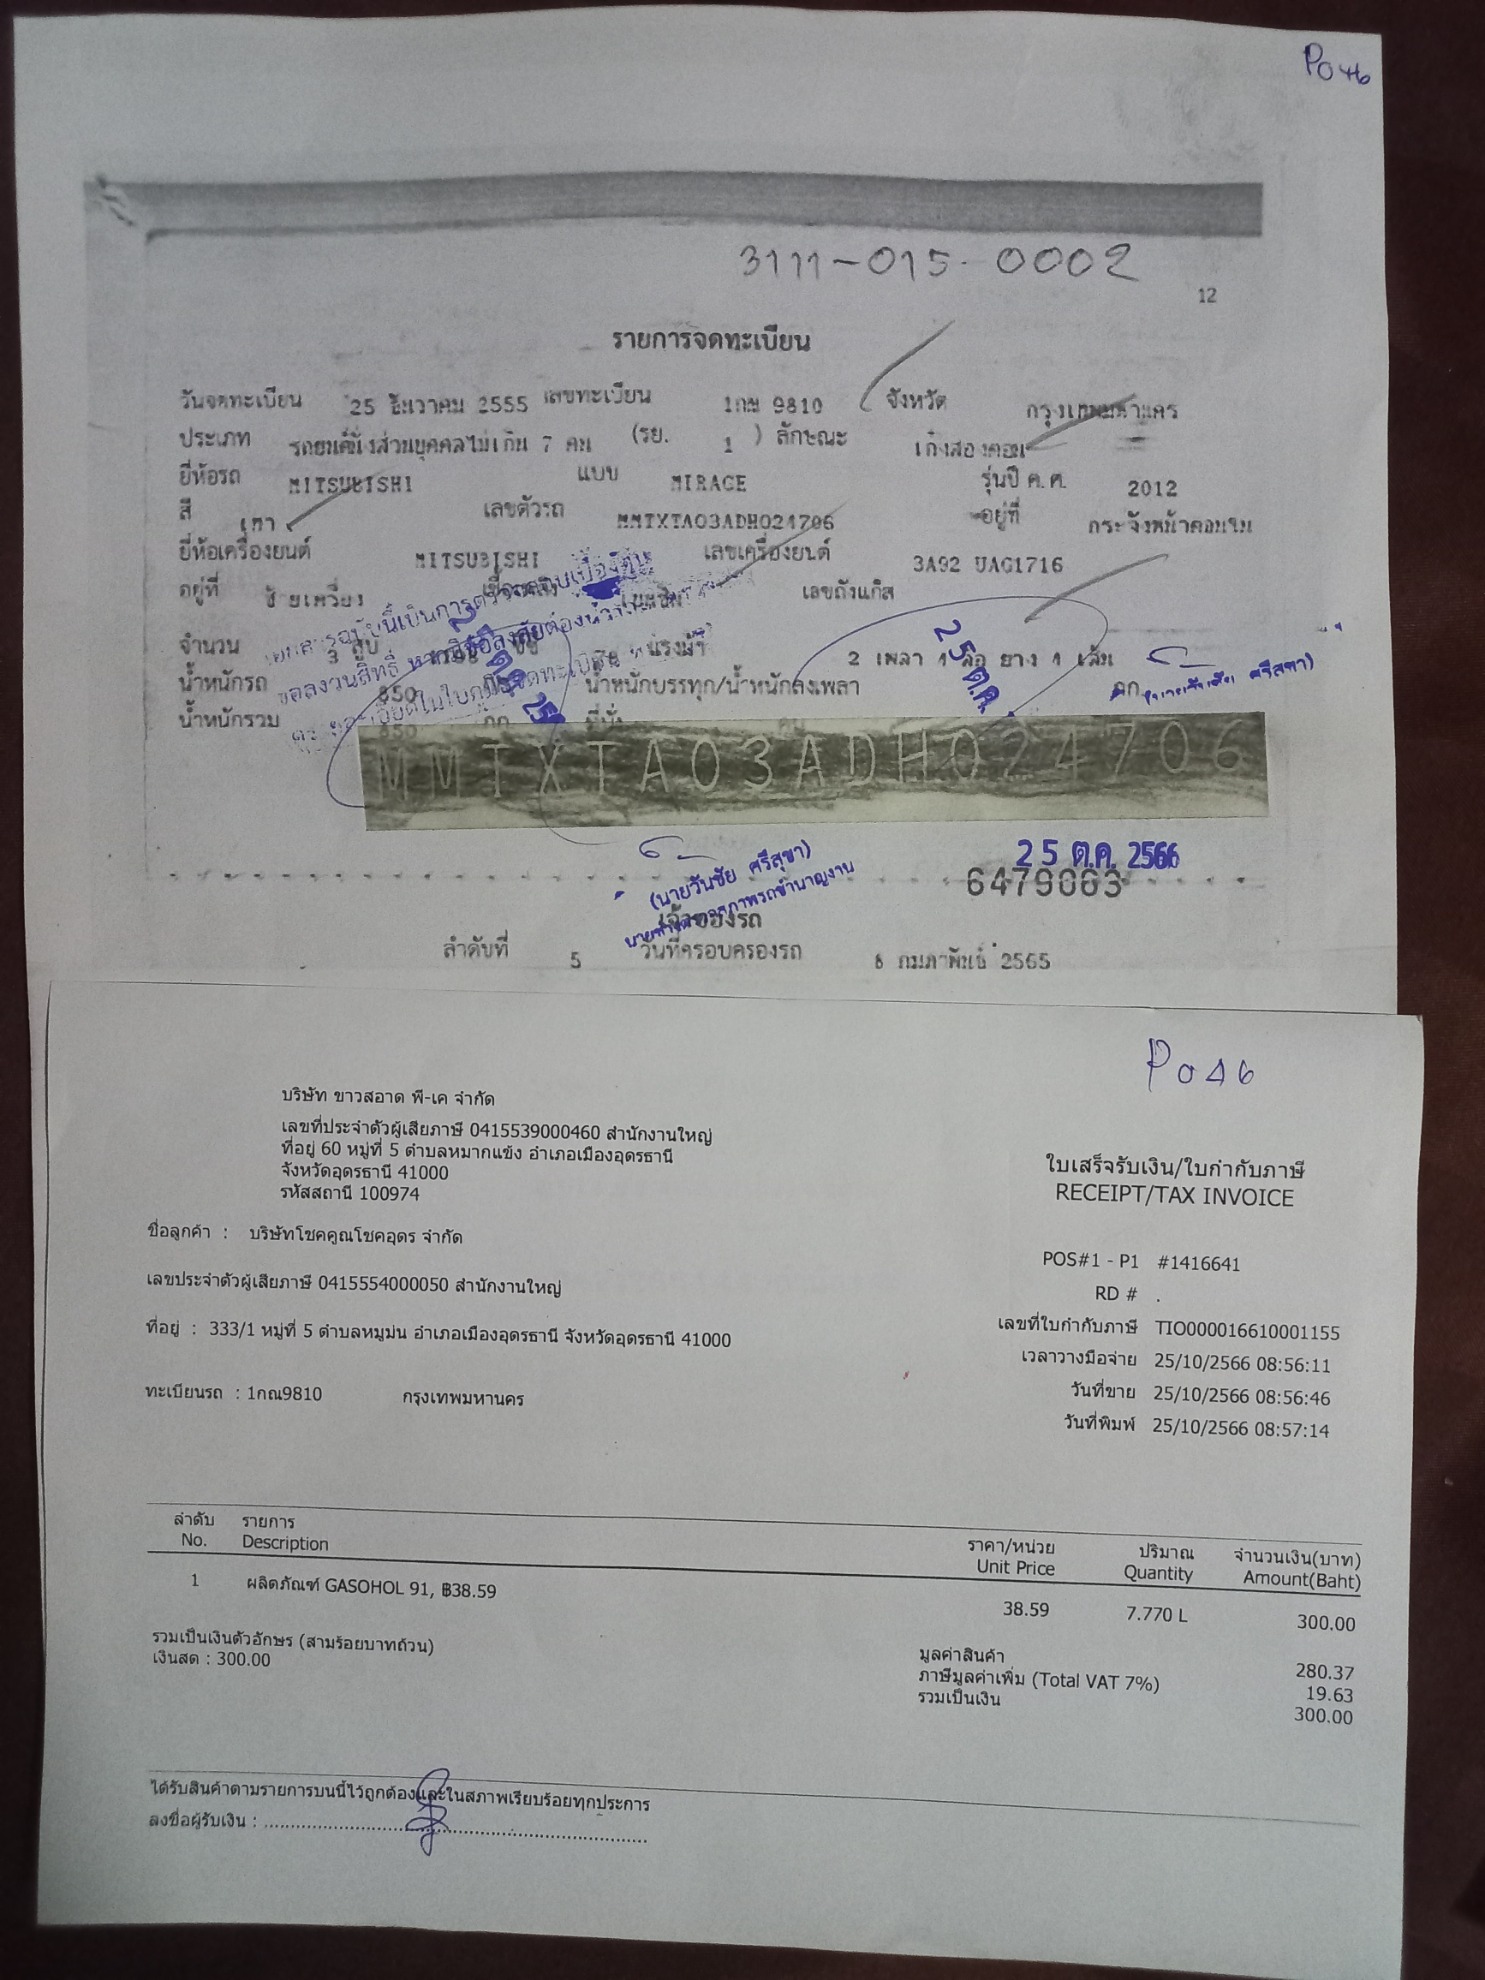 P046
3111-015-0002
12
รายการจดทะเบียน
วันจดทะเบียน 25 ธันวาคม 2555 เลขทะเบียน 9810 จังหวัด กรุงเทพมหานคร
ประเภท รถยนต์นั่งส่วนบุคคลไม่เกิน 7 คน (รย. 1 ) ลักษณะ เก๋งสองตอน
ยี่ห้อรถ MITSUBISHI แบบ MIRAGE รุ่นปี ค.ศ. 2012
สี เทา เลขตัวรถ MMTXTA03ADH024706 อยู่ที่ กระจังหน้าตอนใน
ยี่ห้อเครื่องยนต์ MITSUBISHI เลขเครื่องยนต์ 3A92 UAG1716
อยู่ที่ ซ้ายเครื่อง เลขถังแก๊ส
จำนวน 3 สูบ แรงม้า 2 เพลา 4 ล้อ ยาง 4 เส้น
น้ำหนักรถ 850 น้ำหนักบรรทุก/น้ำหนักลงเพลา กก.
น้ำหนักรวม 850 กก
MMTXTA03ADH024706
25 ต.ค. 2566
(นายวันชัย ศรีสุขา)
6479063
เจ้าของรถ
ลำดับที่ 5 วันที่ครอบครองรถ 8 กุมภาพันธ์ 2565
P046
บริษัท ขาวสอาด พี-เค จำกัด
เลขที่ประจำตัวผู้เสียภาษี 0415539000460 สำนักงานใหญ่
ที่อยู่ 60 หมู่ที่ 5 ตำบลหมากแข้ง อำเภอเมืองอุดรธานี
จังหวัดอุดรธานี 41000
รหัสสถานี 100974
ใบเสร็จรับเงิน/ใบกำกับภาษี
RECEIPT/TAX INVOICE
ชื่อลูกค้า : บริษัทโชคคูณโชคอุดร จำกัด
POS#1 - P1 #1416641
เลขประจำตัวผู้เสียภาษี 0415554000050 สำนักงานใหญ่
RD # .
ที่อยู่ : 333/1 หมู่ที่ 5 ตำบลหมูม่น อำเภอเมืองอุดรธานี จังหวัดอุดรธานี 41000
เลขที่ใบกำกับภาษี TIO000016610001155
เวลาวางมือจ่าย 25/10/2566 08:56:11
ทะเบียนรถ : 1กณ9810 กรุงเทพมหานคร
วันที่ขาย 25/10/2566 08:56:46
วันที่พิมพ์ 25/10/2566 08:57:14
ลำดับ รายการ ราคา/หน่วย ปริมาณ จำนวนเงิน(บาท)
No. Description Unit Price Quantity Amount(Baht)
1 ผลิตภัณฑ์ GASOHOL 91, ฿38.59 38.59 7.770 L 300.00
รวมเป็นเงินตัวอักษร (สามร้อยบาทถ้วน)
เงินสด : 300.00
มูลค่าสินค้า 280.37
ภาษีมูลค่าเพิ่ม (Total VAT 7%) 19.63
รวมเป็นเงิน 300.00
ได้รับสินค้าตามรายการบนนี้ไว้ถูกต้องและในสภาพเรียบร้อยทุกประการ
ลงชื่อผู้รับเงิน :